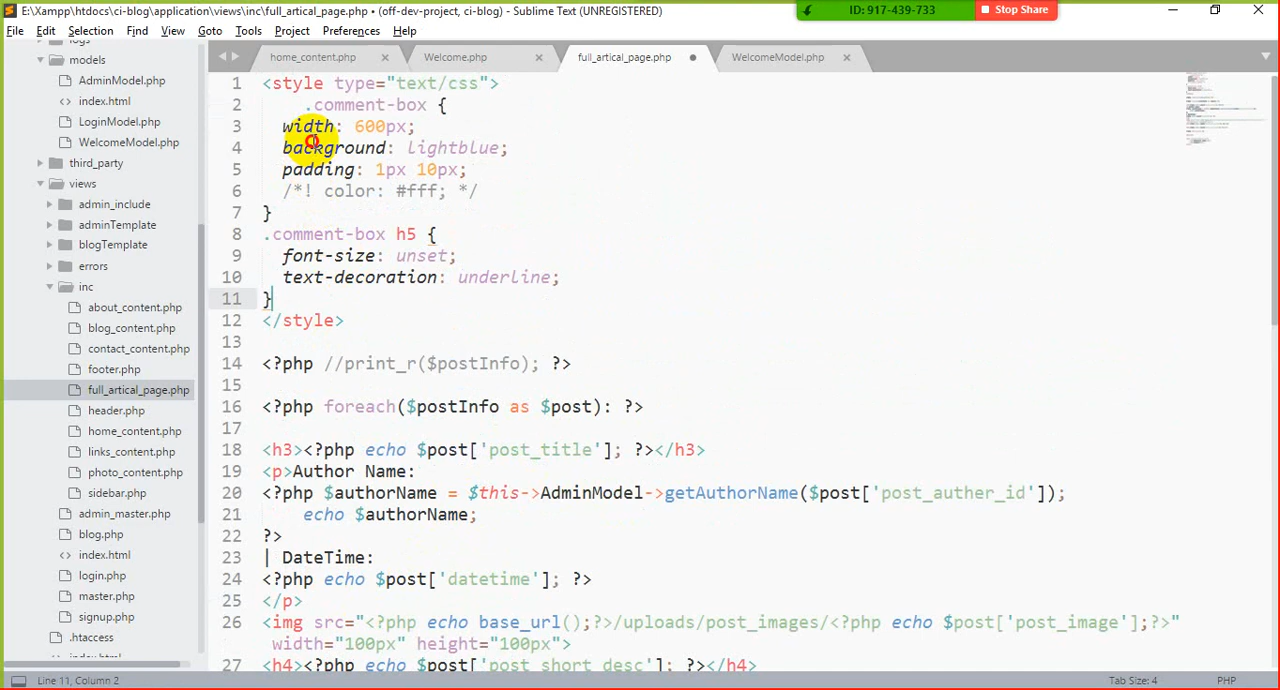 E:\Xampp\htdocs\ci-blog\application\views\inc\full_artical_page.php • (off-dev-project, ci-blog) - Sublime Text (UNREGISTERED)
ID: 917-439-733
Stop Share
File Edit Selection Find View Goto Tools Project Preferences Help
models
AdminModel.php
index.html
LoginModel.php
WelcomeModel.php
third_party
views
admin_include
adminTemplate
blogTemplate
errors
inc
about_content.php
blog_content.php
contact_content.php
footer.php
full_artical_page.php
header.php
home_content.php
links_content.php
photo_content.php
sidebar.php
admin_master.php
blog.php
index.html
login.php
master.php
signup.php
.htaccess
home_content.php
Welcome.php
full_artical_page.php
WelcomeModel.php
1 <style type="text/css">
2 .comment-box {
3 width: 600px;
4 background: lightblue;
5 padding: 1px 10px;
6 /*! color: #fff; */
7 }
8 .comment-box h5 {
9 font-size: unset;
10 text-decoration: underline;
11 }
12 </style>
13
14 <?php //print_r($postInfo); ?>
15
16 <?php foreach($postInfo as $post): ?>
17
18 <h3><?php echo $post['post_title']; ?></h3>
19 <p>Author Name:
20 <?php $authorName = $this->AdminModel->getAuthorName($post['post_auther_id']);
21 echo $authorName;
22 ?>
23 | DateTime:
24 <?php echo $post['datetime']; ?>
25 </p>
26 <img src="<?php echo base_url();?>/uploads/post_images/<?php echo $post['post_image'];?>"
width="100px" height="100px">
27 <h4><?php echo $post['post_short_desc']; ?></h4>
Line 11, Column 2
Tab Size: 4
PHP